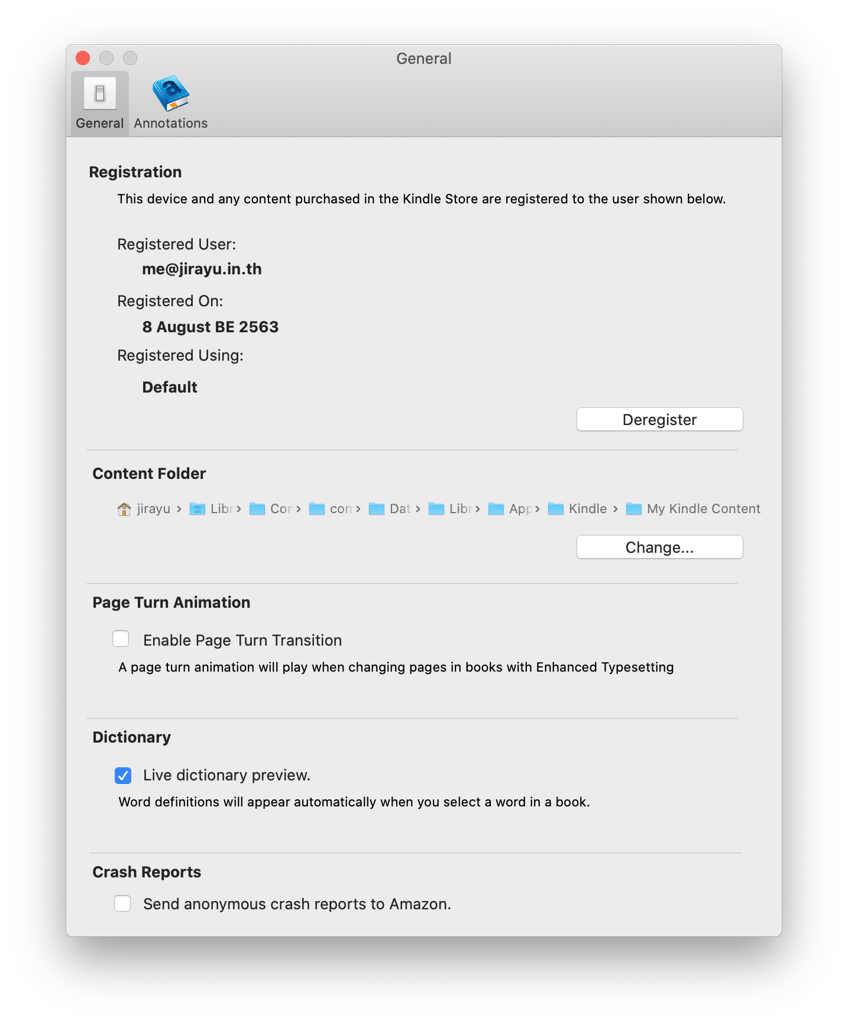 General
General
Annotations
Registration
This device and any content purchased in the Kindle Store are registered to the user shown below.
Registered User:
me@jirayu.in.th
Registered On:
8 August BE 2563
Registered Using:
Default
Deregister
Content Folder
jirayu › Libr› Cor› con› Dat › Libr› App› Kindle › My Kindle Content
Change...
Page Turn Animation
Enable Page Turn Transition
A page turn animation will play when changing pages in books with Enhanced Typesetting
Dictionary
Live dictionary preview.
Word definitions will appear automatically when you select a word in a book.
Crash Reports
Send anonymous crash reports to Amazon.